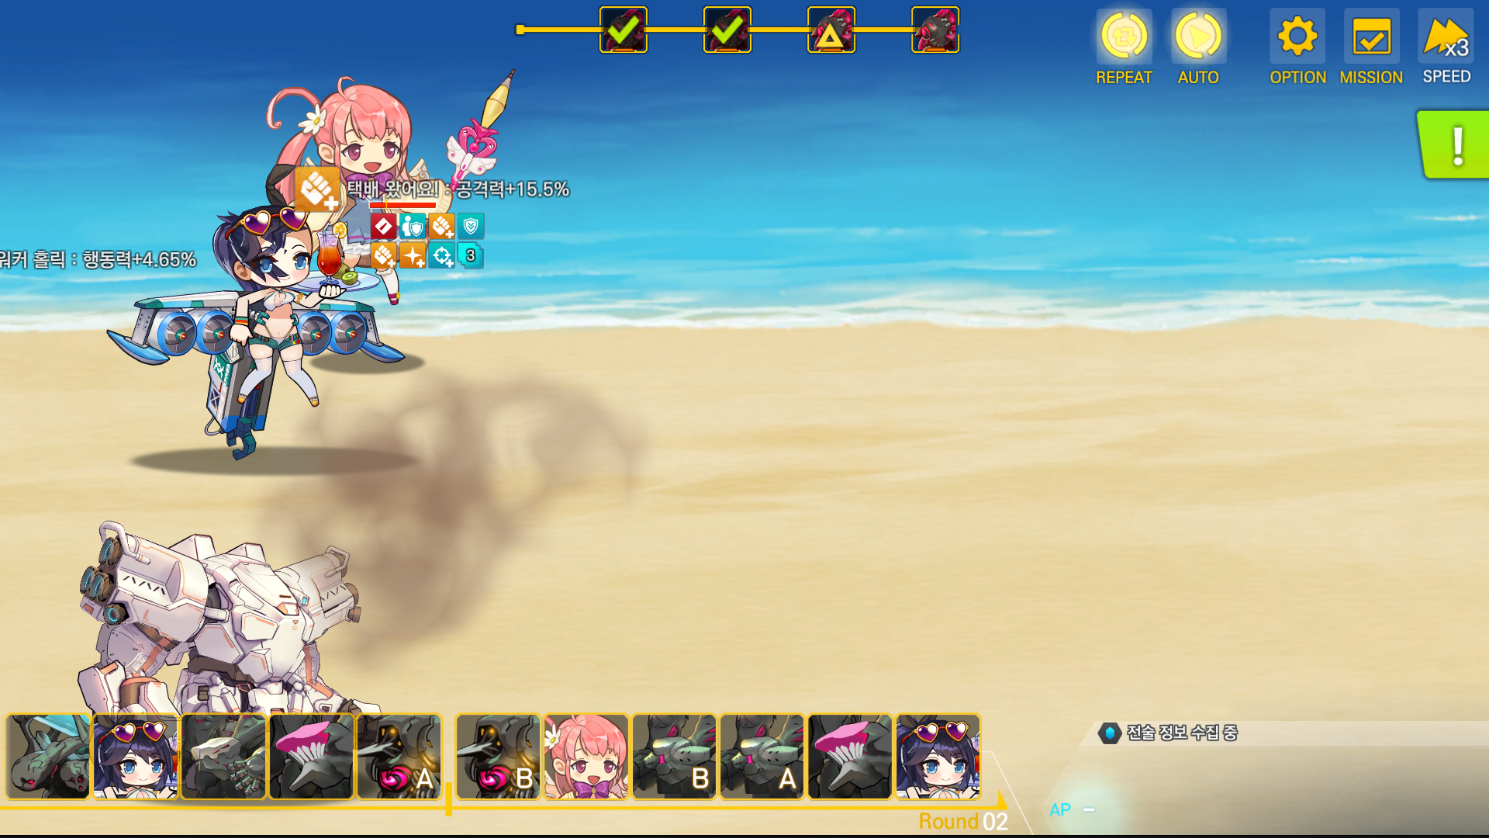 REPEAT
AUTO
OPTION
MISSION
x3
SPEED
!
택배 왔어요! : 공격력+15.5%
워커 홀릭 : 행동력+4.65%
3
A
B
B
A
전술 정보 수집 중
AP –
Round 02